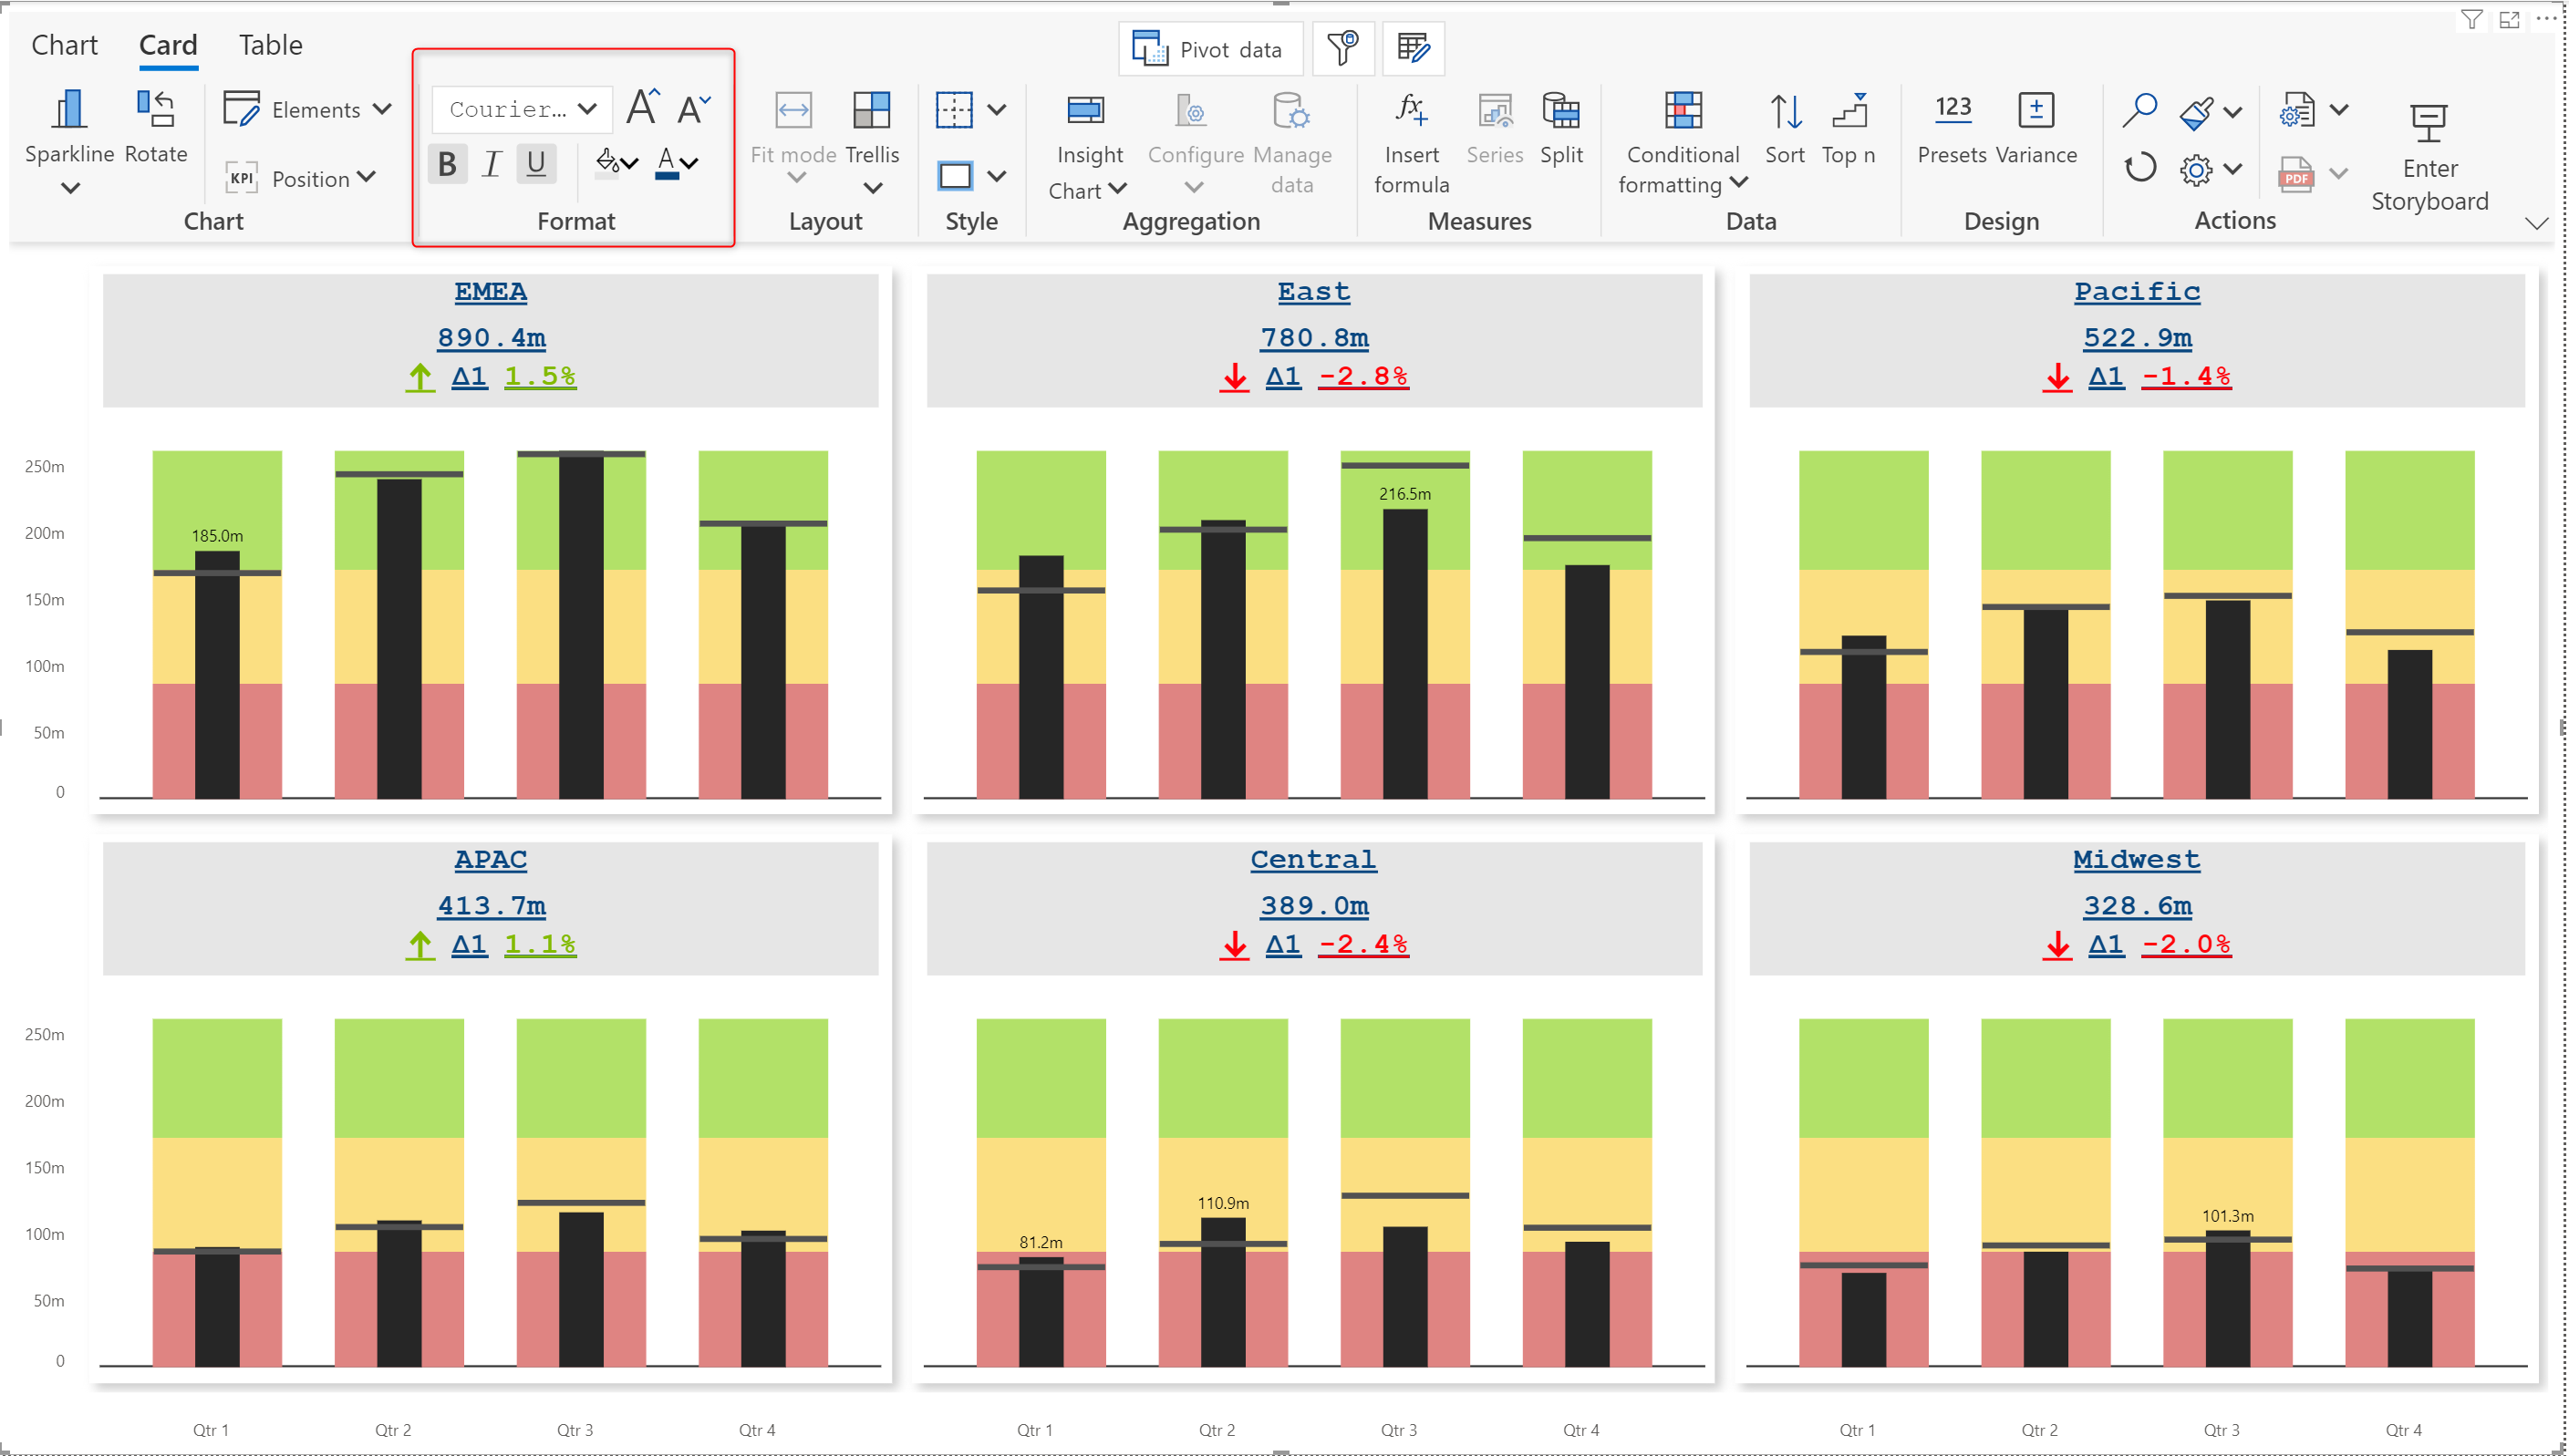 Chart Card Table
Pivot data
Sparkline
Rotate
Elements
KPI Position
Chart
Courier...
A A
B I U A
Format
Fit mode
Trellis
Layout
Style
Insight
Chart
Configure
Manage
data
Aggregation
fx
Insert
formula
Series
Split
Measures
Conditional
formatting
Sort
Top n
Data
123
Presets
Variance
Design
PDF
Actions
Enter
Storyboard
EMEA
890.4m
Δ1 1.5%
East
780.8m
Δ1 -2.8%
Pacific
522.9m
Δ1 -1.4%
250m
200m
150m
100m
50m
0
185.0m
216.5m
APAC
413.7m
Δ1 1.1%
Central
389.0m
Δ1 -2.4%
Midwest
328.6m
Δ1 -2.0%
250m
200m
150m
100m
50m
0
81.2m
110.9m
101.3m
Qtr 1 Qtr 2 Qtr 3 Qtr 4
Qtr 1 Qtr 2 Qtr 3 Qtr 4
Qtr 1 Qtr 2 Qtr 3 Qtr 4